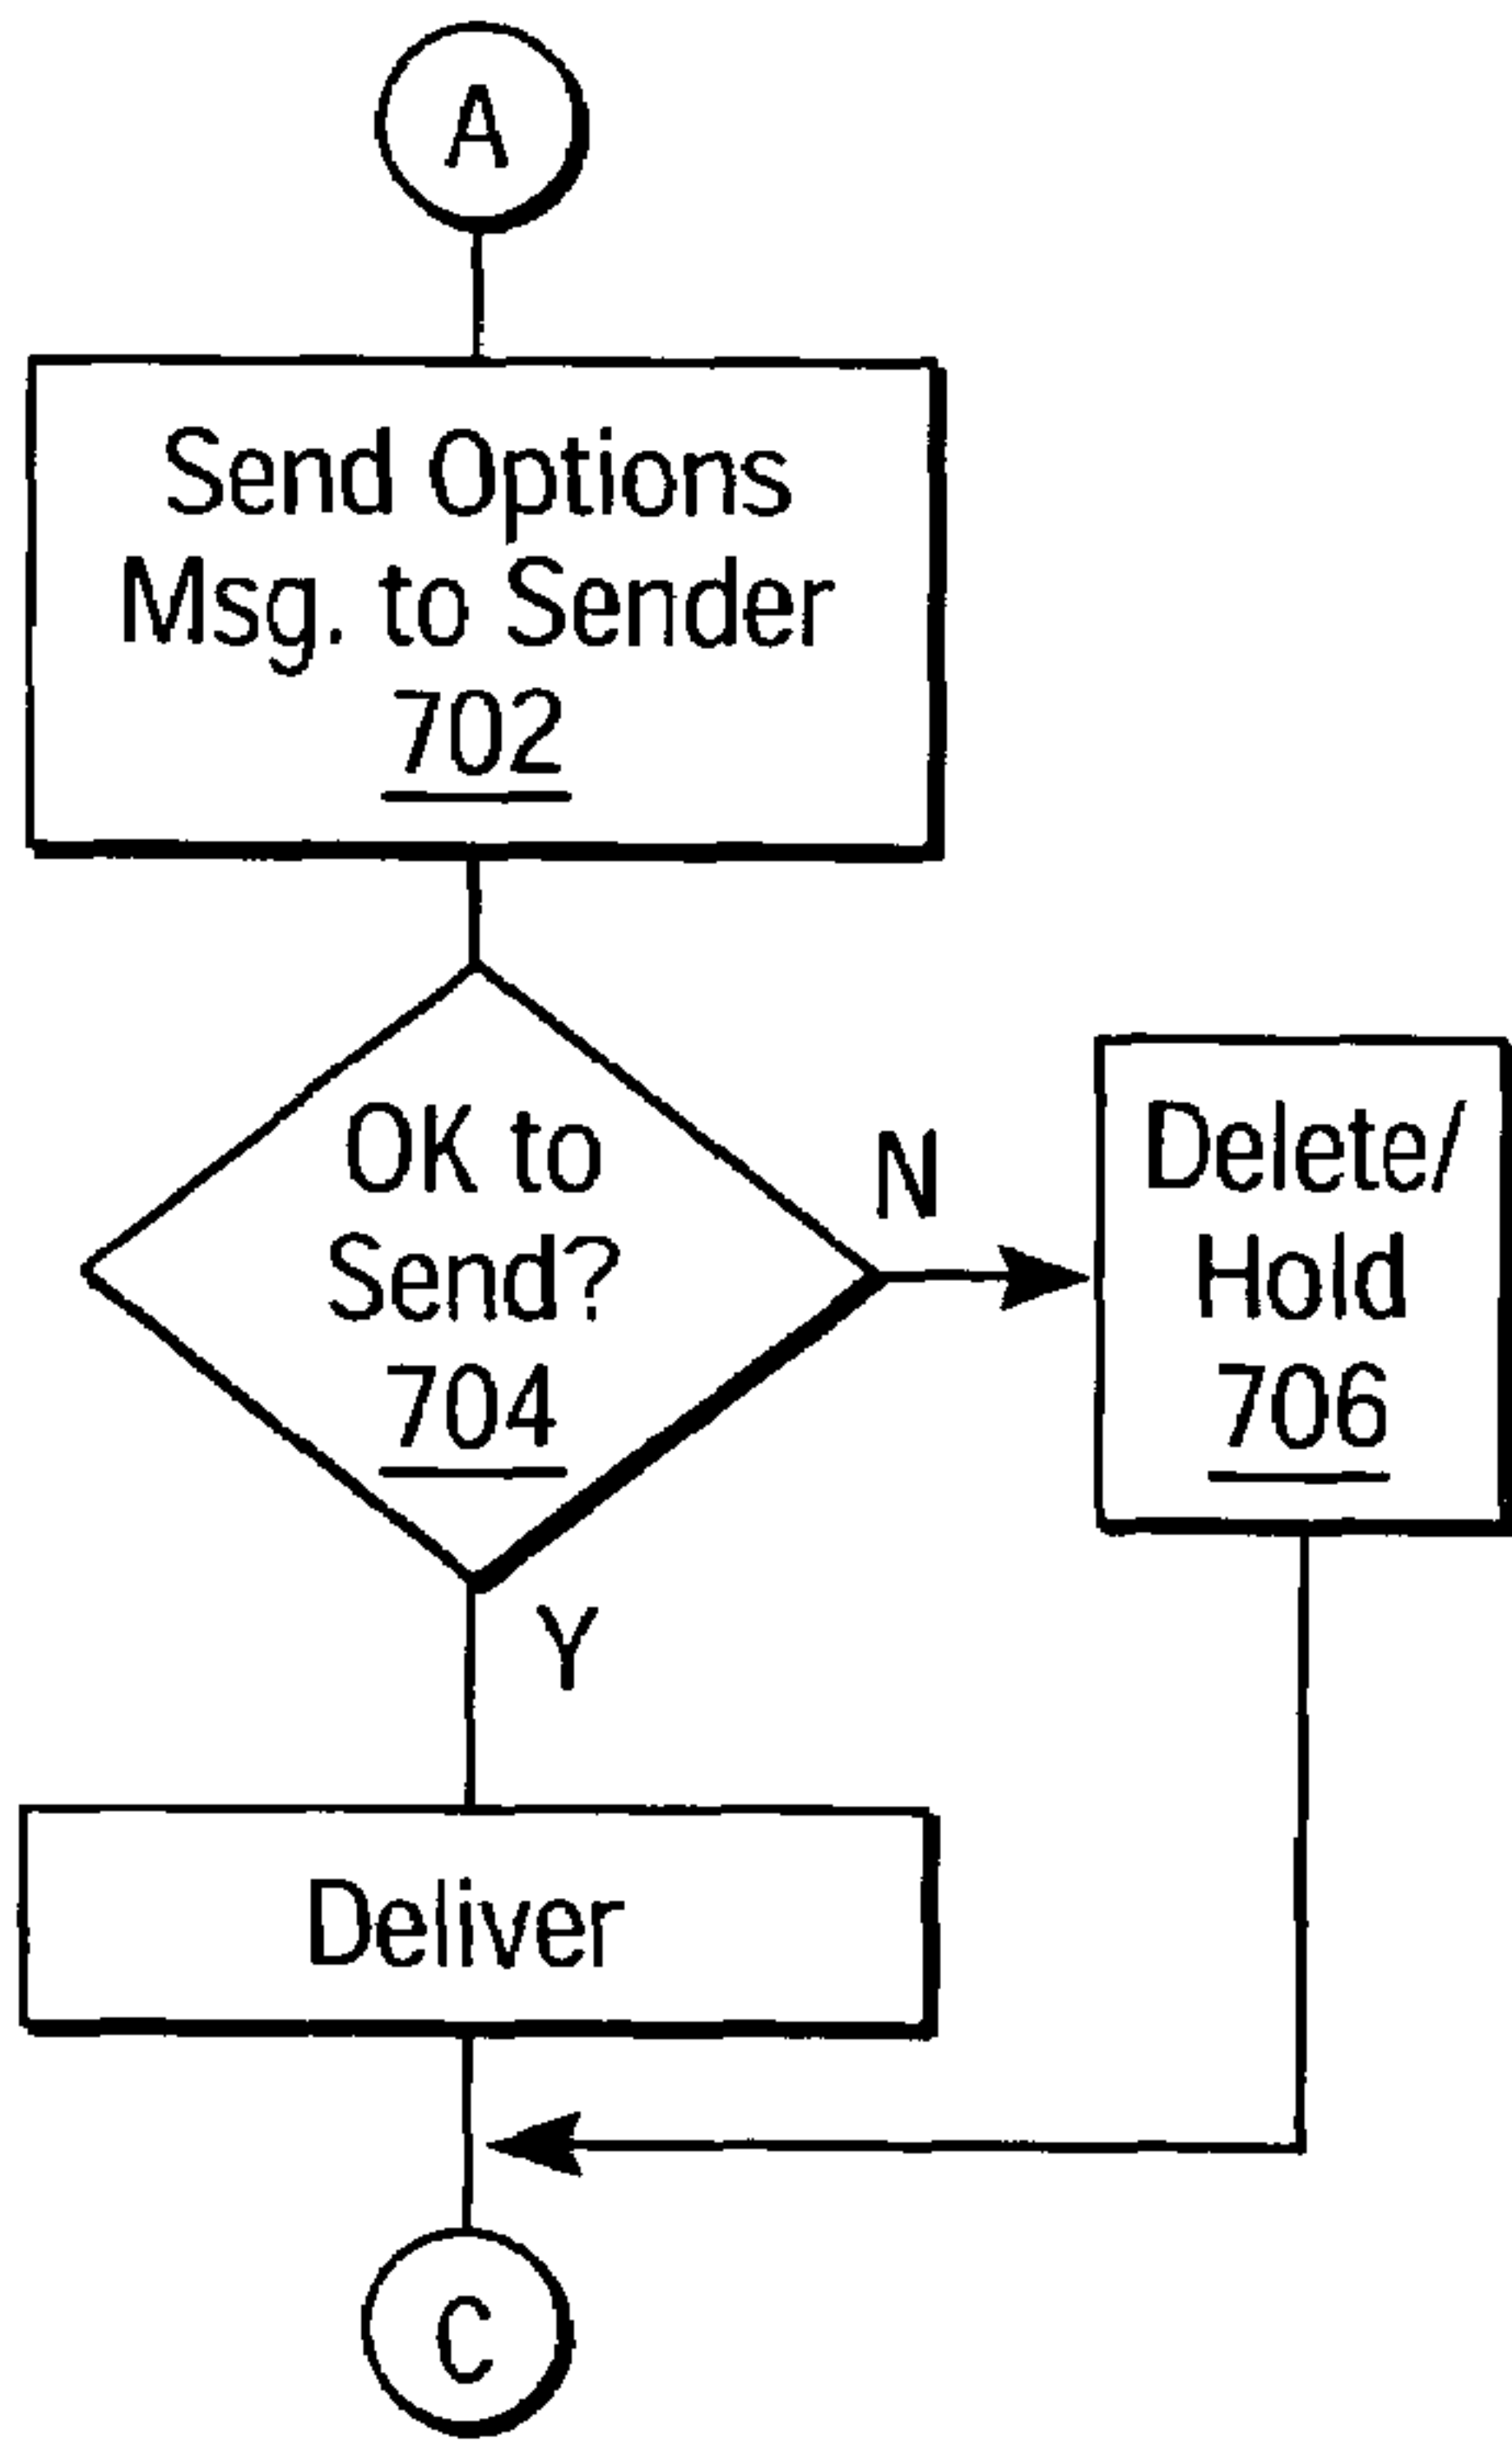 A
Send Options
Msg. to Sender
702
OK to
Send?
704
N
Delete/
Hold
706
Y
Deliver
C